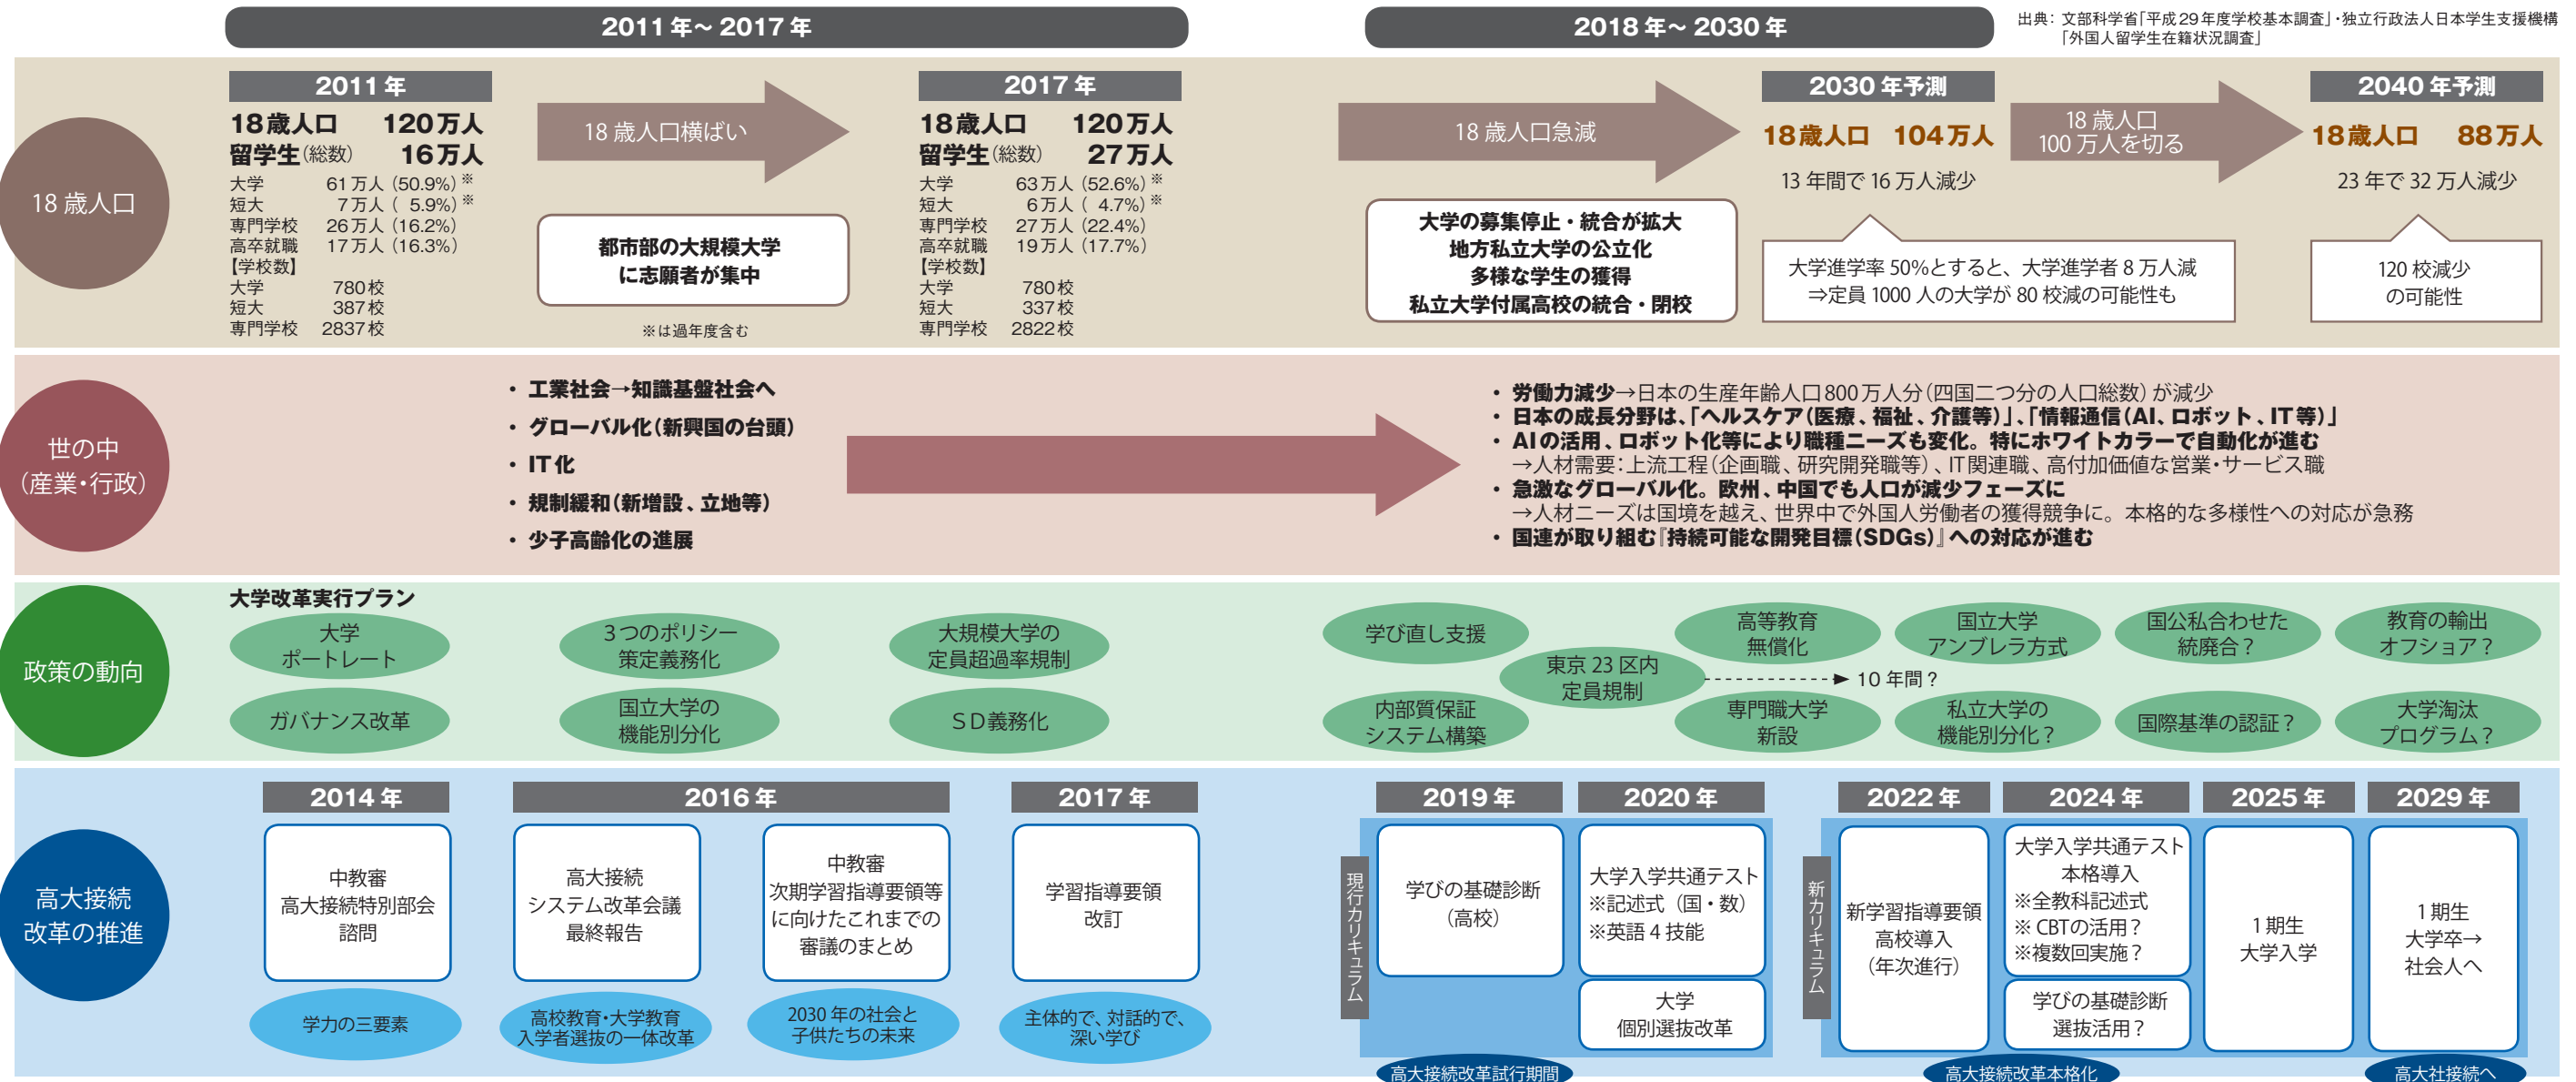 2011年～2017年
2018年～2030年
出典：文部科学省「平成29年度学校基本調査」・独立行政法人日本学生支援機構
「外国人留学生在籍状況調査」
18歳人口
2011年
18歳人口 120万人
留学生（総数） 16万人
大学 61万人（50.9%）※
短大 7万人（ 5.9%）※
専門学校 26万人（16.2%）
高卒就職 17万人（16.3%）
【学校数】
大学 780校
短大 387校
専門学校 2837校
18歳人口横ばい
都市部の大規模大学
に志願者が集中
※は過年度含む
2017年
18歳人口 120万人
留学生（総数） 27万人
大学 63万人（52.6%）※
短大 6万人（ 4.7%）※
専門学校 27万人（22.4%）
高卒就職 19万人（17.7%）
【学校数】
大学 780校
短大 337校
専門学校 2822校
18歳人口急減
大学の募集停止・統合が拡大
地方私立大学の公立化
多様な学生の獲得
私立大学付属高校の統合・閉校
2030年予測
18歳人口 104万人
13年間で16万人減少
大学進学率50%とすると、大学進学者8万人減
⇒定員1000人の大学が80校減の可能性も
18歳人口
100万人を切る
2040年予測
18歳人口 88万人
23年で32万人減少
120校減少
の可能性
世の中
（産業・行政）
・工業社会→知識基盤社会へ
・グローバル化（新興国の台頭）
・IT化
・規制緩和（新増設、立地等）
・少子高齢化の進展
・労働力減少→日本の生産年齢人口800万人分（四国二つ分の人口総数）が減少
・日本の成長分野は、「ヘルスケア（医療、福祉、介護等）」、「情報通信（AI、ロボット、IT等）」
・AIの活用、ロボット化等により職種ニーズも変化。特にホワイトカラーで自動化が進む
→人材需要：上流工程（企画職、研究開発職等）、IT関連職、高付加価値な営業・サービス職
・急激なグローバル化。欧州、中国でも人口が減少フェーズに
→人材ニーズは国境を越え、世界中で外国人労働者の獲得競争に。本格的な多様性への対応が急務
・国連が取り組む『持続可能な開発目標（SDGs）』への対応が進む
政策の動向
大学改革実行プラン
大学
ポートレート
3つのポリシー
策定義務化
大規模大学の
定員超過率規制
ガバナンス改革
国立大学の
機能別分化
SD義務化
学び直し支援
内部質保証
システム構築
東京23区内
定員規制
10年間？
高等教育
無償化
専門職大学
新設
国立大学
アンブレラ方式
私立大学の
機能別分化？
国公私合わせた
統廃合？
国際基準の認証？
教育の輸出
オフショア？
大学淘汰
プログラム？
高大接続
改革の推進
2014年
中教審
高大接続特別部会
諮問
学力の三要素
2016年
高大接続
システム改革会議
最終報告
高校教育・大学教育
入学者選抜の一体改革
中教審
次期学習指導要領等
に向けたこれまでの
審議のまとめ
2030年の社会と
子供たちの未来
2017年
学習指導要領
改訂
主体的で、対話的で、
深い学び
現行カリキュラム
2019年
学びの基礎診断
（高校）
2020年
大学入学共通テスト
※記述式（国・数）
※英語4技能
大学
個別選抜改革
高大接続改革試行期間
新カリキュラム
2022年
新学習指導要領
高校導入
（年次進行）
2024年
大学入学共通テスト
本格導入
※全教科記述式
※CBTの活用？
※複数回実施？
学びの基礎診断
選抜活用？
高大接続改革本格化
2025年
1期生
大学入学
2029年
1期生
大学卒→
社会人へ
高大社接続へ